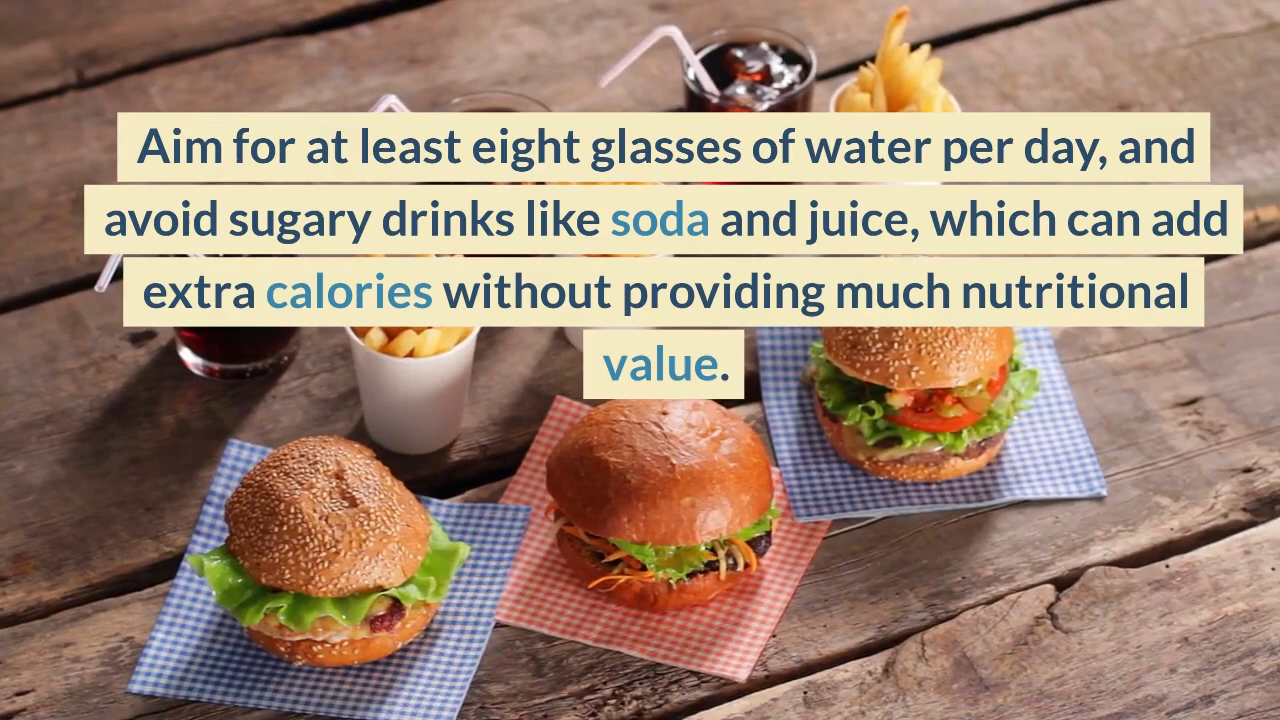 Aim for at least eight glasses of water per day, and
avoid sugary drinks like soda and juice, which can add
extra calories without providing much nutritional
value.